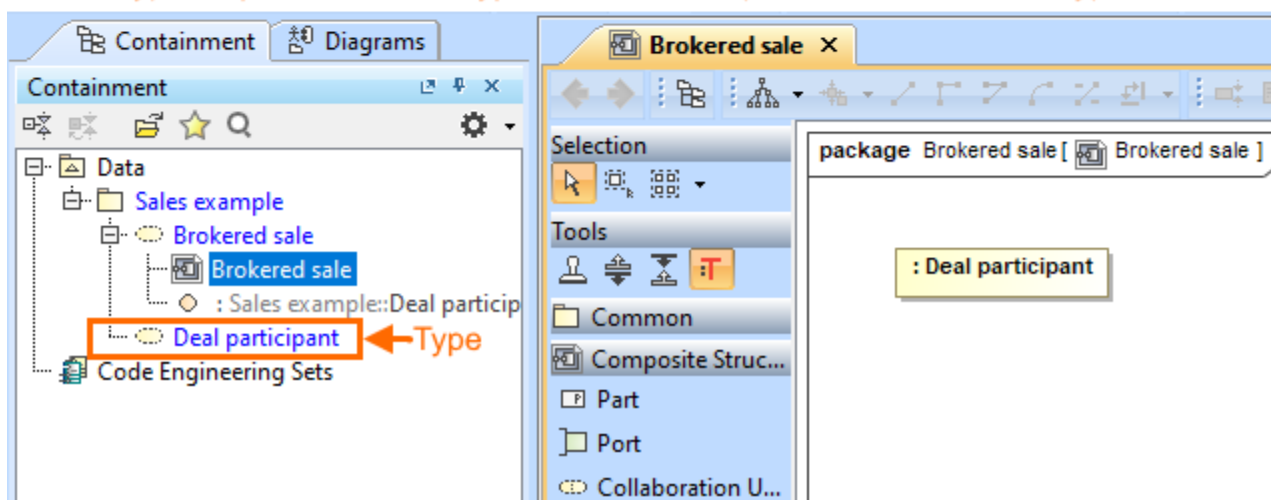 Containment
Diagrams
Brokered sale
Containment
Data
Sales example
Brokered sale
Brokered sale
: Sales example::Deal particip
Deal participant
Type
Code Engineering Sets
Selection
Tools
:T
Common
Composite Struc...
Part
Port
Collaboration U...
package Brokered sale [ Brokered sale ]
: Deal participant